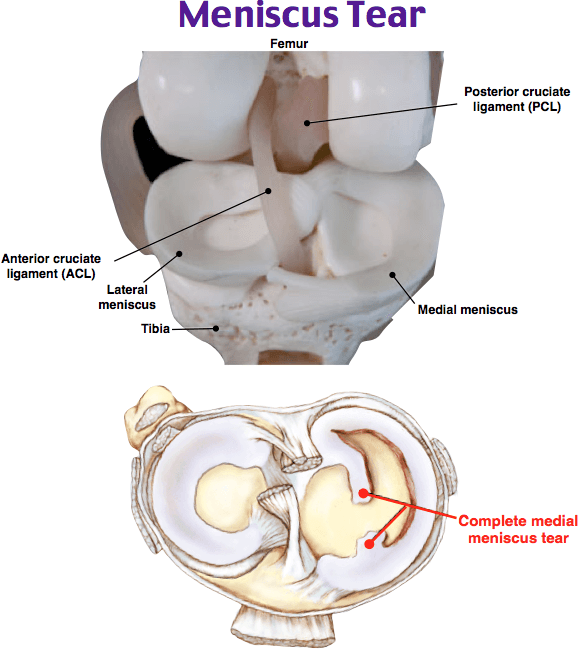 Meniscus Tear
Femur
Posterior cruciate
ligament (PCL)
Anterior cruciate
ligament (ACL)
Lateral
meniscus
Medial meniscus
Tibia
Complete medial
meniscus tear